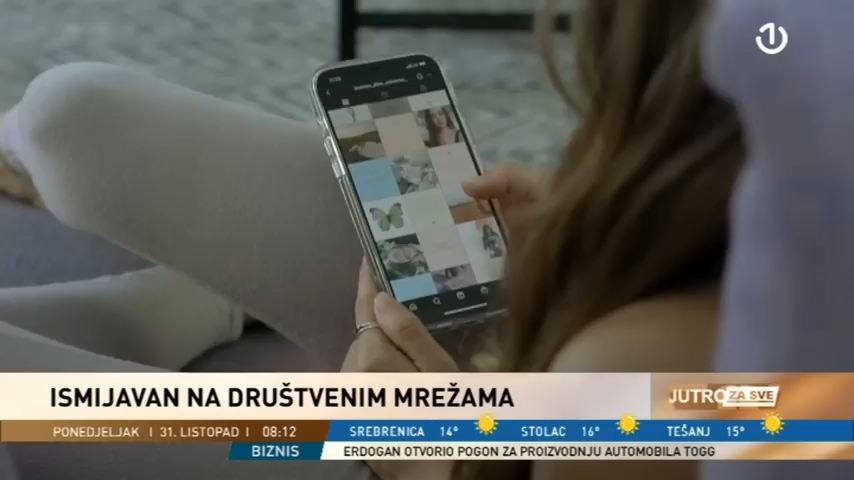 ISMIJAVAN NA DRUŠTVENIM MREŽAMA
JUTRO ZA SVE
PONEDJELJAK | 31. LISTOPAD | 08:12
SREBRENICA 14° STOLAC 16° TEŠANJ 15°
BIZNIS ERDOGAN OTVORIO POGON ZA PROIZVODNJU AUTOMOBILA TOGG